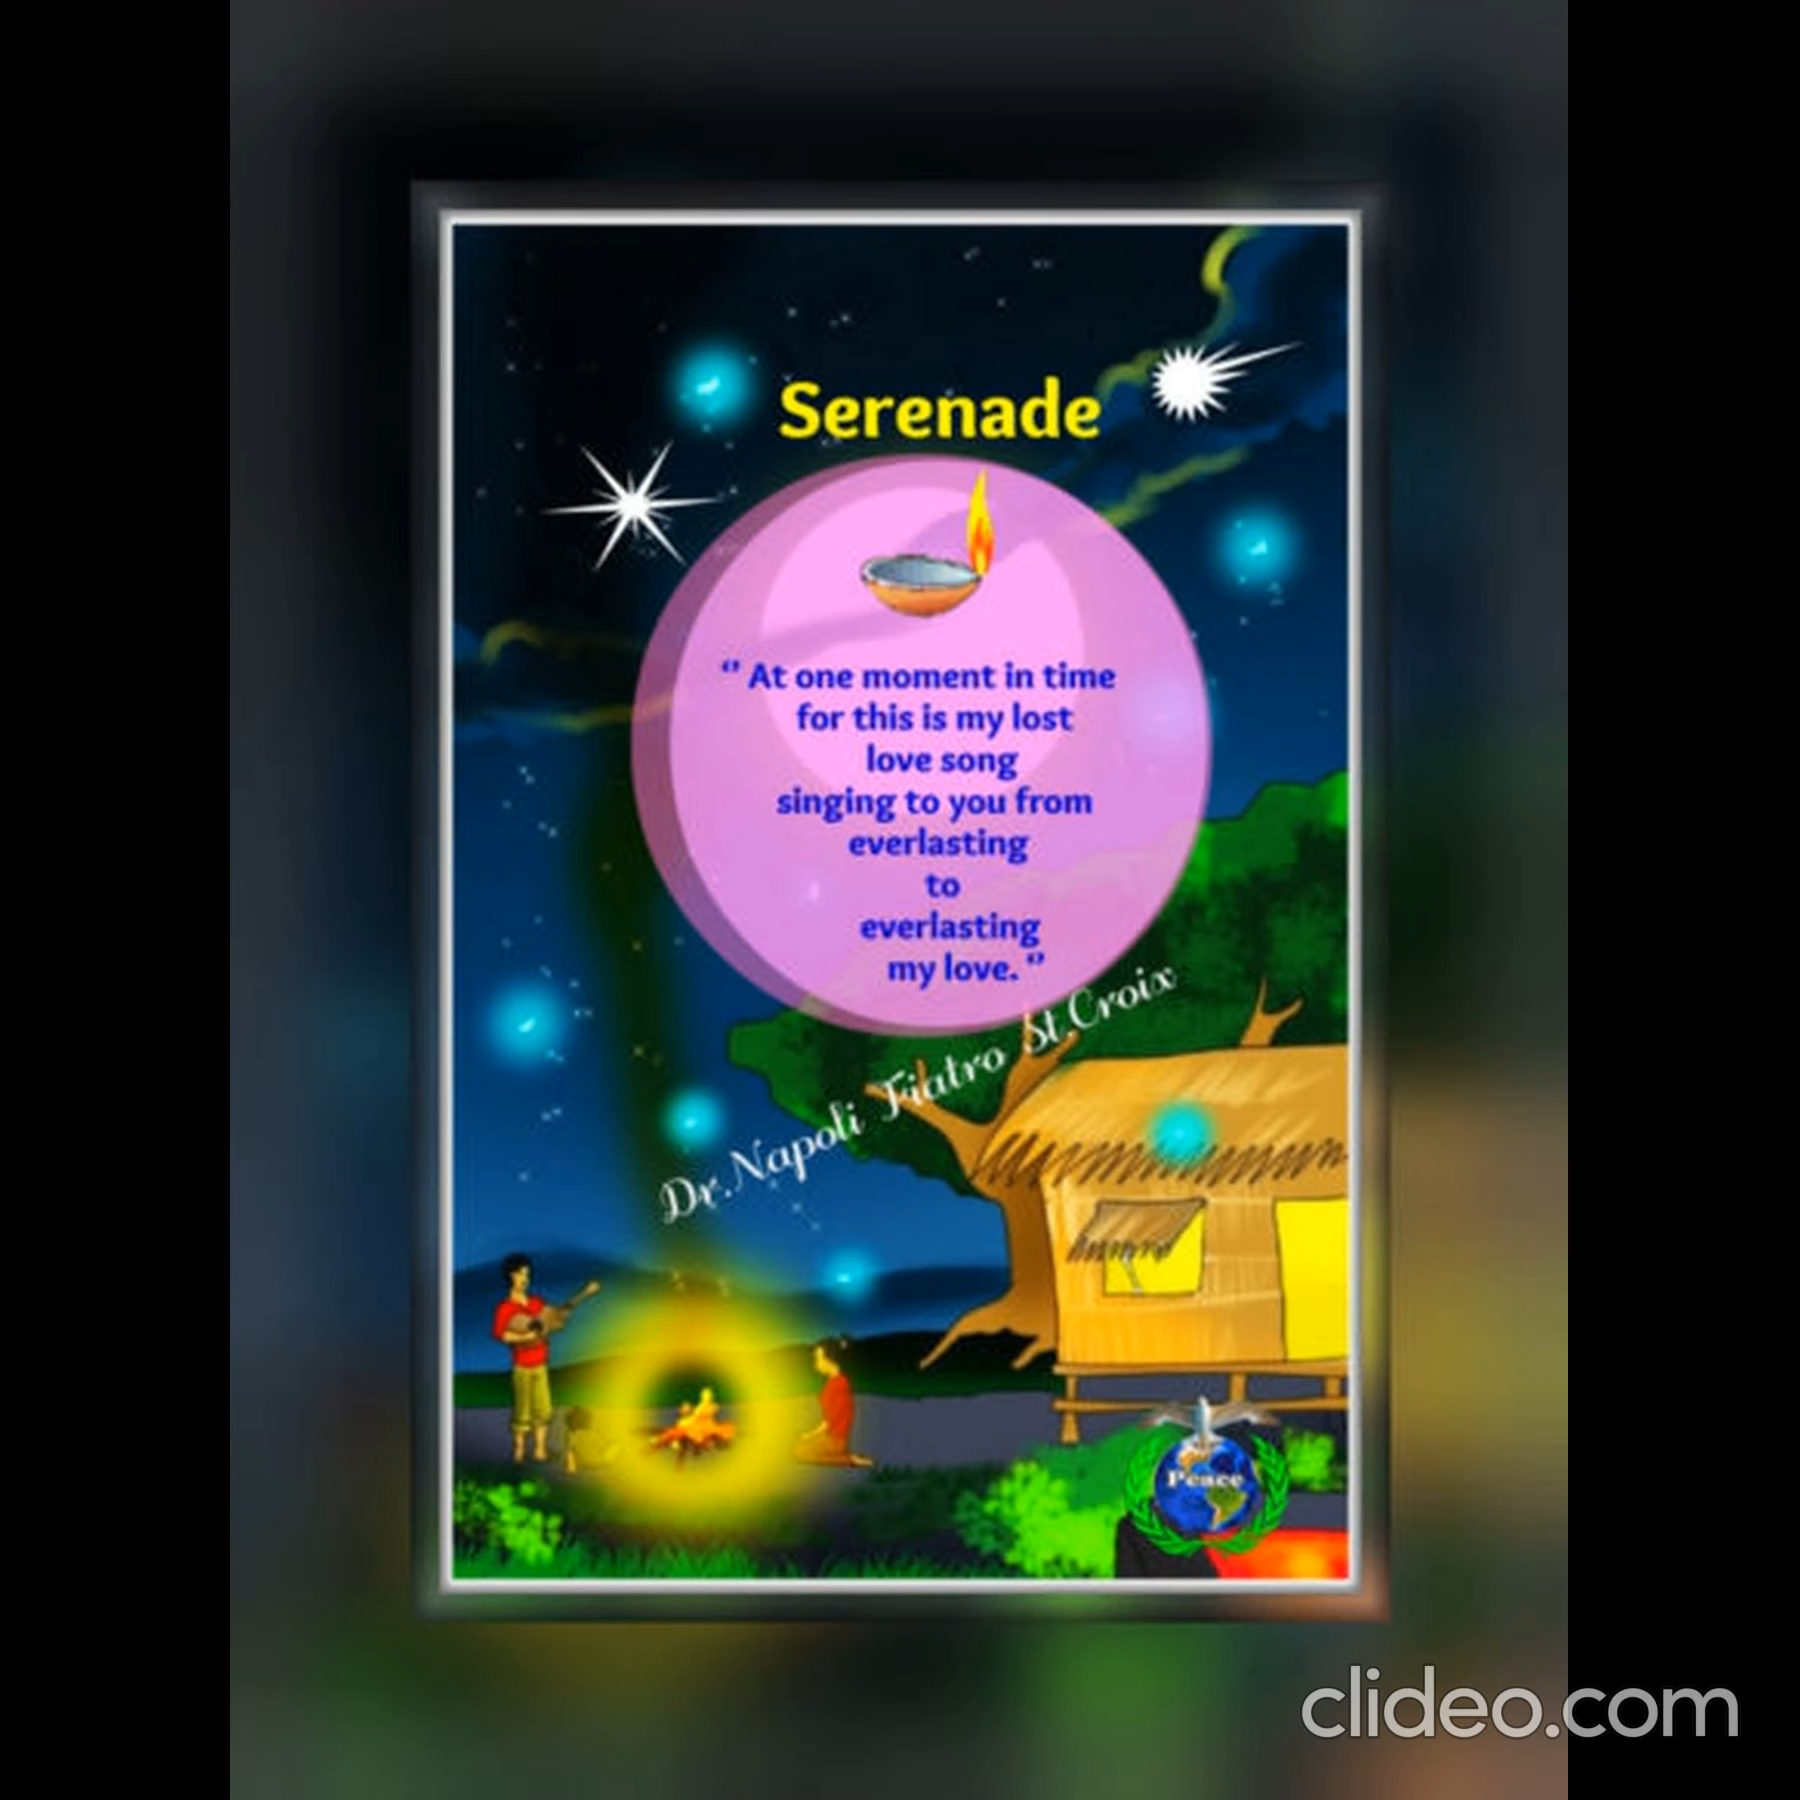 Serenade
“ At one moment in time
for this is my lost
love song
singing to you from
everlasting
to
everlasting
my love. ”
Dr.Napoli Tiatro St.Croix
Peace
clideo.com